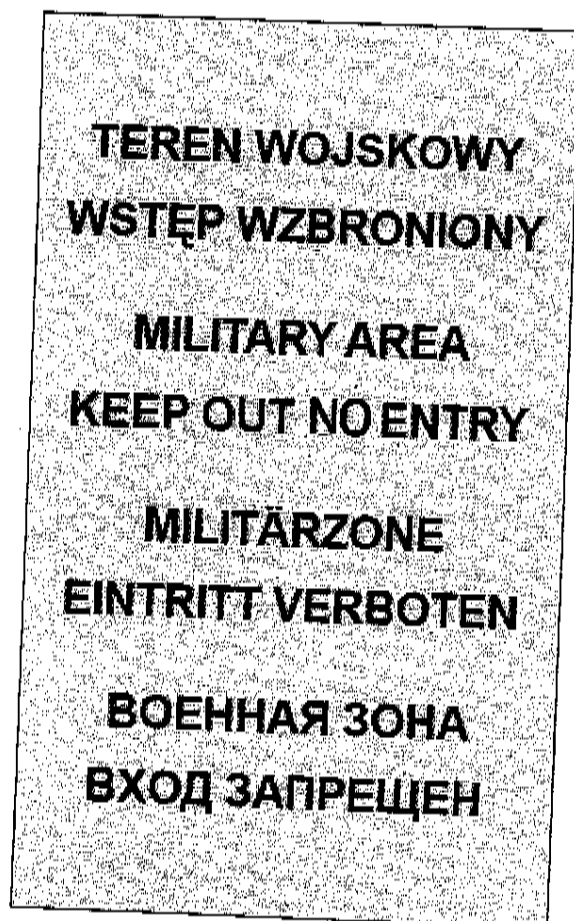 TEREN WOJSKOWY
WSTĘP WZBRONIONY
MILITARY AREA
KEEP OUT NO ENTRY
MILITÄRZONE
EINTRITT VERBOTEN
ВОЕННАЯ ЗОНА
ВХОД ЗАПРЕЩЕН